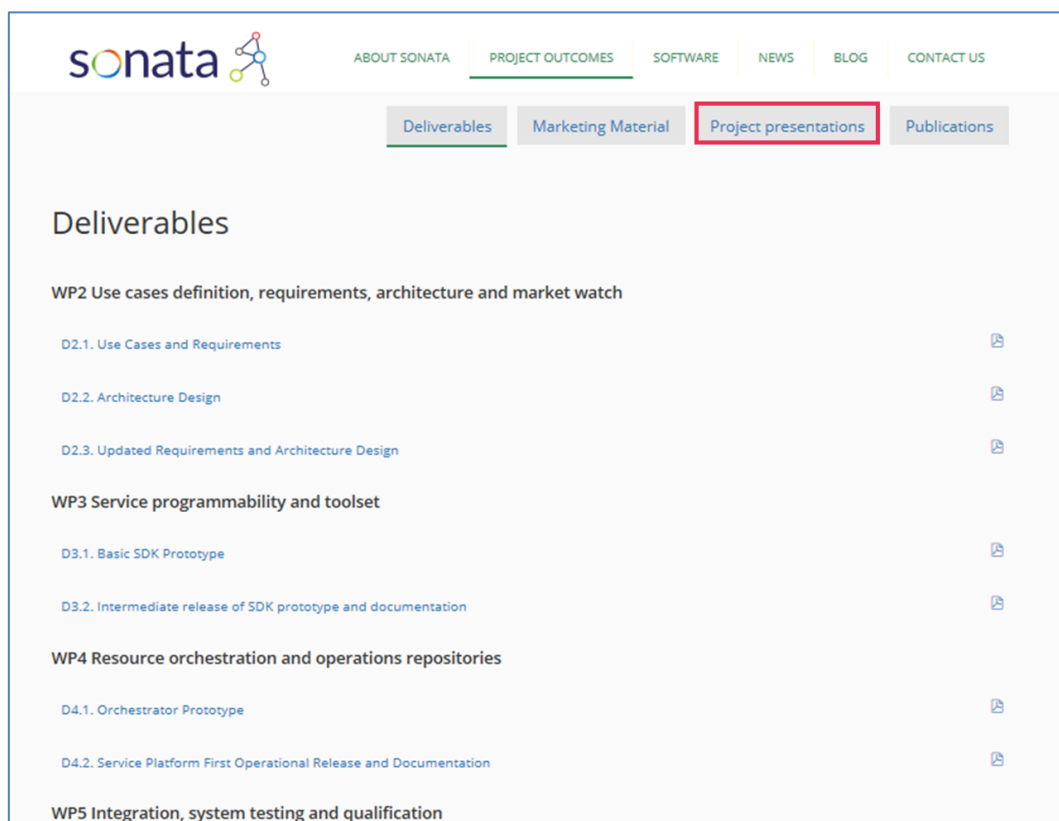 sonata
ABOUT SONATA PROJECT OUTCOMES SOFTWARE NEWS BLOG CONTACT US
Deliverables Marketing Material Project presentations Publications
Deliverables
WP2 Use cases definition, requirements, architecture and market watch
D2.1. Use Cases and Requirements
D2.2. Architecture Design
D2.3. Updated Requirements and Architecture Design
WP3 Service programmability and toolset
D3.1. Basic SDK Prototype
D3.2. Intermediate release of SDK prototype and documentation
WP4 Resource orchestration and operations repositories
D4.1. Orchestrator Prototype
D4.2. Service Platform First Operational Release and Documentation
WP5 Integration, system testing and qualification